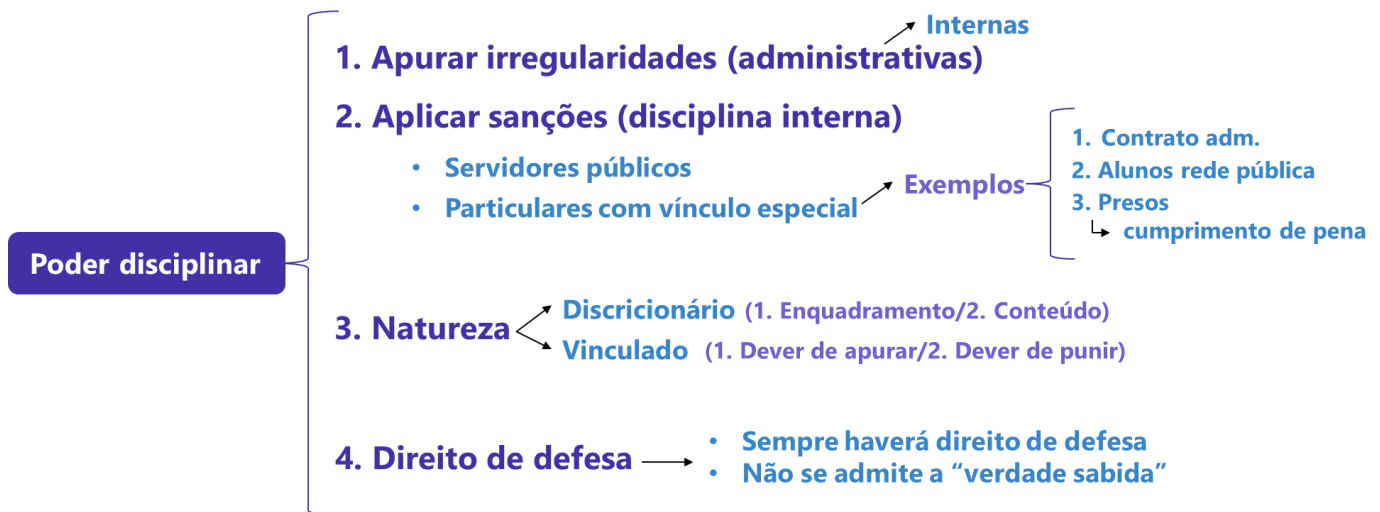 Poder disciplinar
Internas
1. Apurar irregularidades (administrativas)
2. Aplicar sanções (disciplina interna)
• Servidores públicos
• Particulares com vínculo especial
Exemplos
1. Contrato adm.
2. Alunos rede pública
3. Presos
cumprimento de pena
3. Natureza
Discricionário (1. Enquadramento/2. Conteúdo)
Vinculado (1. Dever de apurar/2. Dever de punir)
4. Direito de defesa
• Sempre haverá direito de defesa
• Não se admite a “verdade sabida”